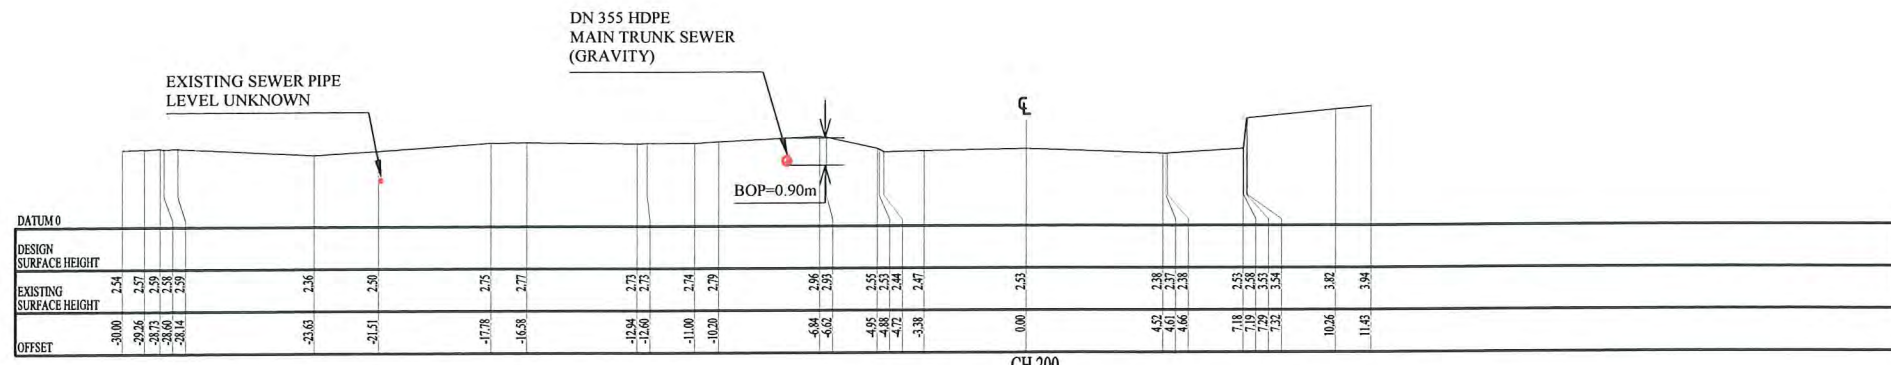 DN 355 HDPE
MAIN TRUNK SEWER
(GRAVITY)
EXISTING SEWER PIPE
LEVEL UNKNOWN
℄
BOP=0.90m
DATUM 0
DESIGN
SURFACE HEIGHT
EXISTING
SURFACE HEIGHT
2.54 2.57 2.59 2.58 2.59 2.36 2.50 2.75 2.77 2.73 2.73 2.74 2.79 2.96 2.93 2.55 2.53 2.44 2.47 2.53 2.38 2.37 2.38 2.53 2.58 3.53 3.54 3.82 3.94
OFFSET
-30.00 -29.26 -28.73 -28.60 -28.14 -23.63 -21.51 -17.78 -16.58 -12.94 -12.60 -11.00 -10.20 -6.84 -6.62 -4.95 -4.88 -4.72 -3.38 0.00 4.52 4.61 4.66 7.18 7.19 7.29 7.32 10.26 11.43
CH 200